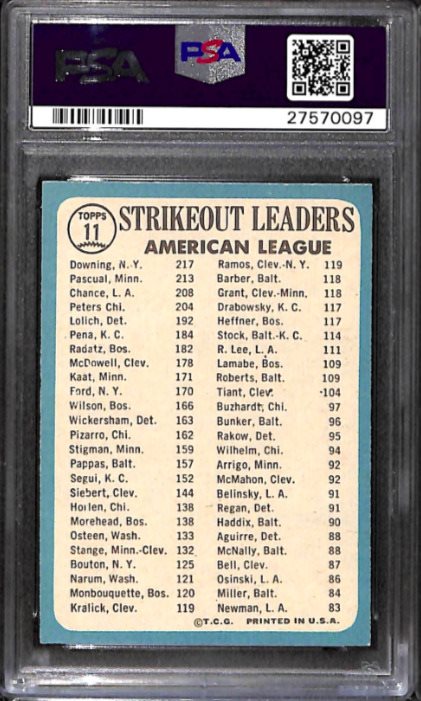 PSA
PSA
27570097
TOPPS
11
STRIKEOUT LEADERS
AMERICAN LEAGUE
Downing, N. Y. 217
Pascual, Minn. 213
Chance, L. A. 208
Peters Chi. 204
Lolich, Det. 192
Pena, K. C. 184
Radatz, Bos. 182
McDowell, Clev. 178
Kaat, Minn. 171
Ford, N. Y. 170
Wilson, Bos. 166
Wickersham, Det. 163
Pizarro, Chi. 162
Stigman, Minn. 159
Pappas, Balt. 157
Segui, K. C. 152
Siebert, Clev. 144
Horlen, Chi. 138
Morehead, Bos. 138
Osteen, Wash. 133
Stange, Minn.-Clev. 132
Bouton, N. Y. 125
Narum, Wash. 121
Monbouquette, Bos. 120
Kralick, Clev. 119
Ramos, Clev.-N. Y. 119
Barber, Balt. 118
Grant, Clev.-Minn. 118
Drabowsky, K. C. 117
Heffner, Bos. 117
Stock, Balt.-K. C. 114
R. Lee, L. A. 111
Lamabe, Bos. 109
Roberts, Balt. 109
Tiant, Clev. 104
Buzhardt, Chi. 97
Bunker, Balt. 96
Rakow, Det. 95
Wilhelm, Chi. 94
Arrigo, Minn. 92
McMahon, Clev. 92
Belinsky, L. A. 91
Regan, Det. 91
Haddix, Balt. 90
Aguirre, Det. 88
McNally, Balt. 88
Bell, Clev. 87
Osinski, L. A. 86
Miller, Balt. 84
Newman, L. A. 83
©T.C.G. PRINTED IN U.S.A.